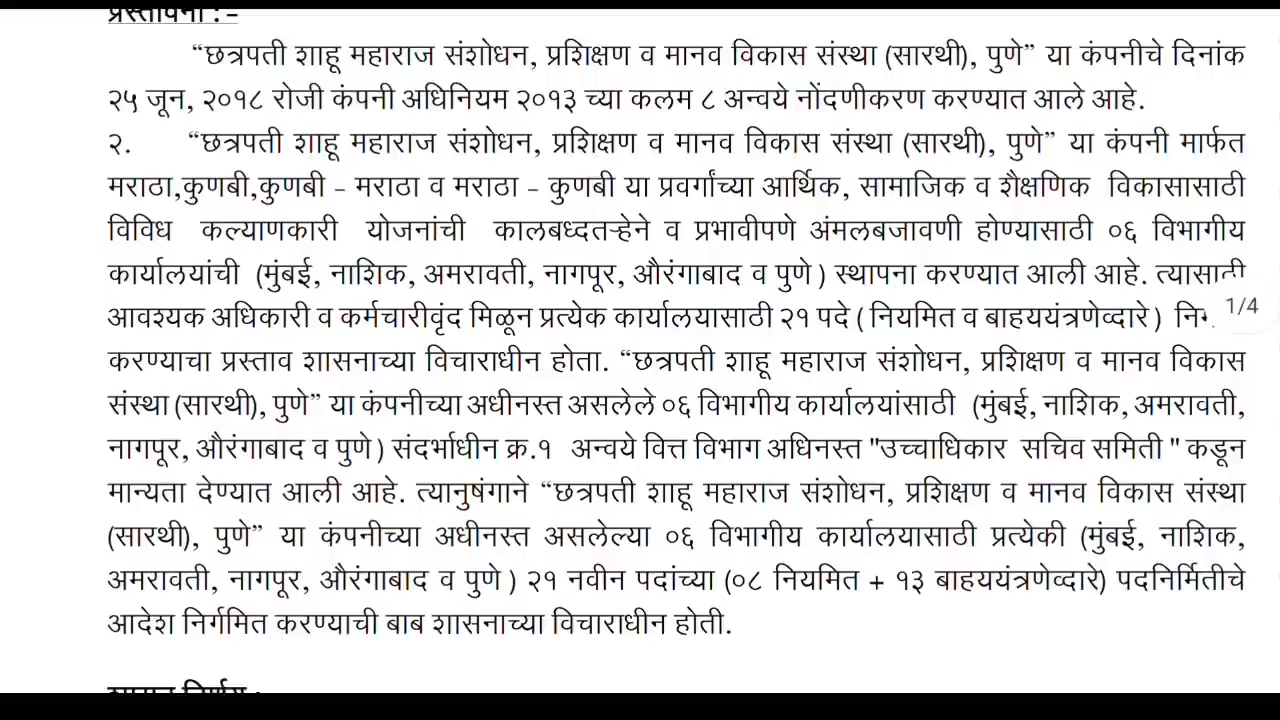 प्रस्तावना : -
“छत्रपती शाहू महाराज संशोधन, प्रशिक्षण व मानव विकास संस्था (सारथी), पुणे” या कंपनीचे दिनांक
२५ जून, २०१८ रोजी कंपनी अधिनियम २०१३ च्या कलम ८ अन्वये नोंदणीकरण करण्यात आले आहे.
२. “छत्रपती शाहू महाराज संशोधन, प्रशिक्षण व मानव विकास संस्था (सारथी), पुणे” या कंपनी मार्फत
मराठा,कुणबी,कुणबी – मराठा व मराठा – कुणबी या प्रवर्गांच्या आर्थिक, सामाजिक व शैक्षणिक विकासासाठी
विविध कल्याणकारी योजनांची कालबध्दतऱ्हेने व प्रभावीपणे अंमलबजावणी होण्यासाठी ०६ विभागीय
कार्यालयांची (मुंबई, नाशिक, अमरावती, नागपूर, औरंगाबाद व पुणे ) स्थापना करण्यात आली आहे. त्यासाठी
आवश्यक अधिकारी व कर्मचारीवृंद मिळून प्रत्येक कार्यालयासाठी २१ पदे ( नियमित व बाहययंत्रणेव्दारे )
1/4
करण्याचा प्रस्ताव शासनाच्या विचाराधीन होता. “छत्रपती शाहू महाराज संशोधन, प्रशिक्षण व मानव विकास
संस्था (सारथी), पुणे” या कंपनीच्या अधीनस्त असलेले ०६ विभागीय कार्यालयांसाठी (मुंबई, नाशिक, अमरावती,
नागपूर, औरंगाबाद व पुणे ) संदर्भाधीन क्र.१ अन्वये वित्त विभाग अधिनस्त "उच्चाधिकार सचिव समिती " कडून
मान्यता देण्यात आली आहे. त्यानुषंगाने “छत्रपती शाहू महाराज संशोधन, प्रशिक्षण व मानव विकास संस्था
(सारथी), पुणे” या कंपनीच्या अधीनस्त असलेल्या ०६ विभागीय कार्यालयासाठी प्रत्येकी (मुंबई, नाशिक,
अमरावती, नागपूर, औरंगाबाद व पुणे ) २१ नवीन पदांच्या (०८ नियमित + १३ बाहययंत्रणेव्दारे) पदनिर्मितीचे
आदेश निर्गमित करण्याची बाब शासनाच्या विचाराधीन होती.